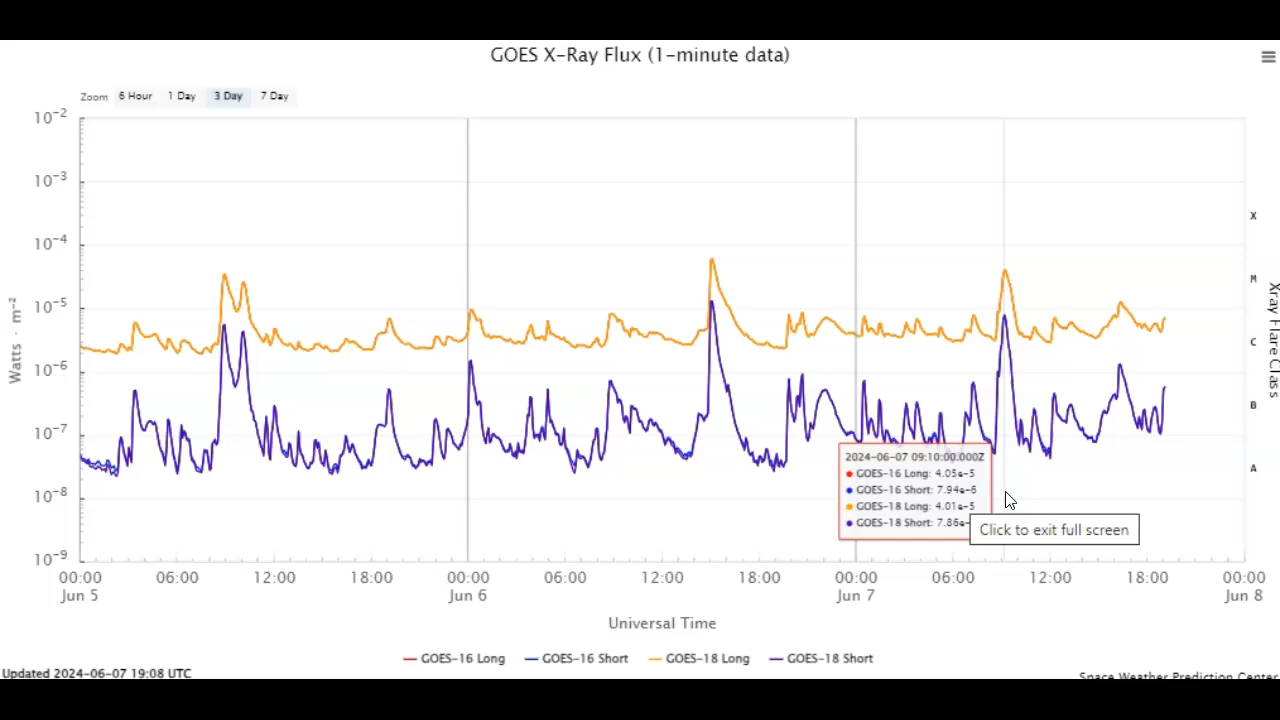 GOES X-Ray Flux (1-minute data)
Zoom 6 Hour 1 Day 3 Day 7 Day
10⁻²
10⁻³
10⁻⁴
10⁻⁵
10⁻⁶
10⁻⁷
10⁻⁸
10⁻⁹
Watts · m⁻²
X
M
C
B
A
Xray Flare Class
2024-06-07 09:10:00.000Z
GOES-16 Long: 4.05e-5
GOES-16 Short: 7.94e-6
GOES-18 Long: 4.01e-5
GOES-18 Short: 7.86e-
Click to exit full screen
00:00 06:00 12:00 18:00 00:00 06:00 12:00 18:00 00:00 06:00 12:00 18:00 00:00
Jun 5 Jun 6 Jun 7 Jun 8
Universal Time
GOES-16 Long GOES-16 Short GOES-18 Long GOES-18 Short
Updated 2024-06-07 19:08 UTC
Space Weather Prediction Center